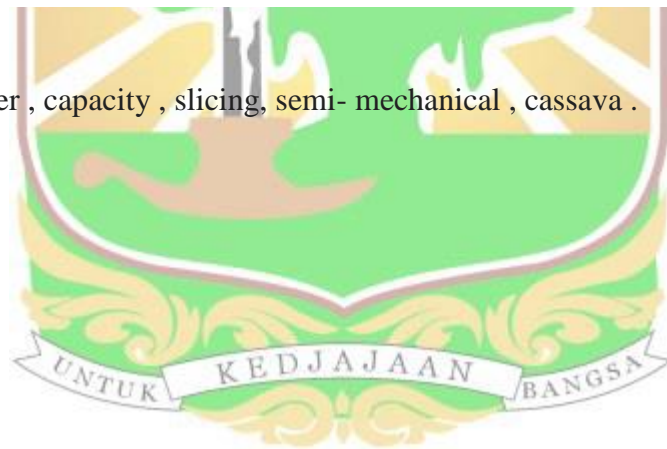 er , capacity , slicing, semi- mechanical , cassava .
UNTUK KEDJAJAAN BANGSA